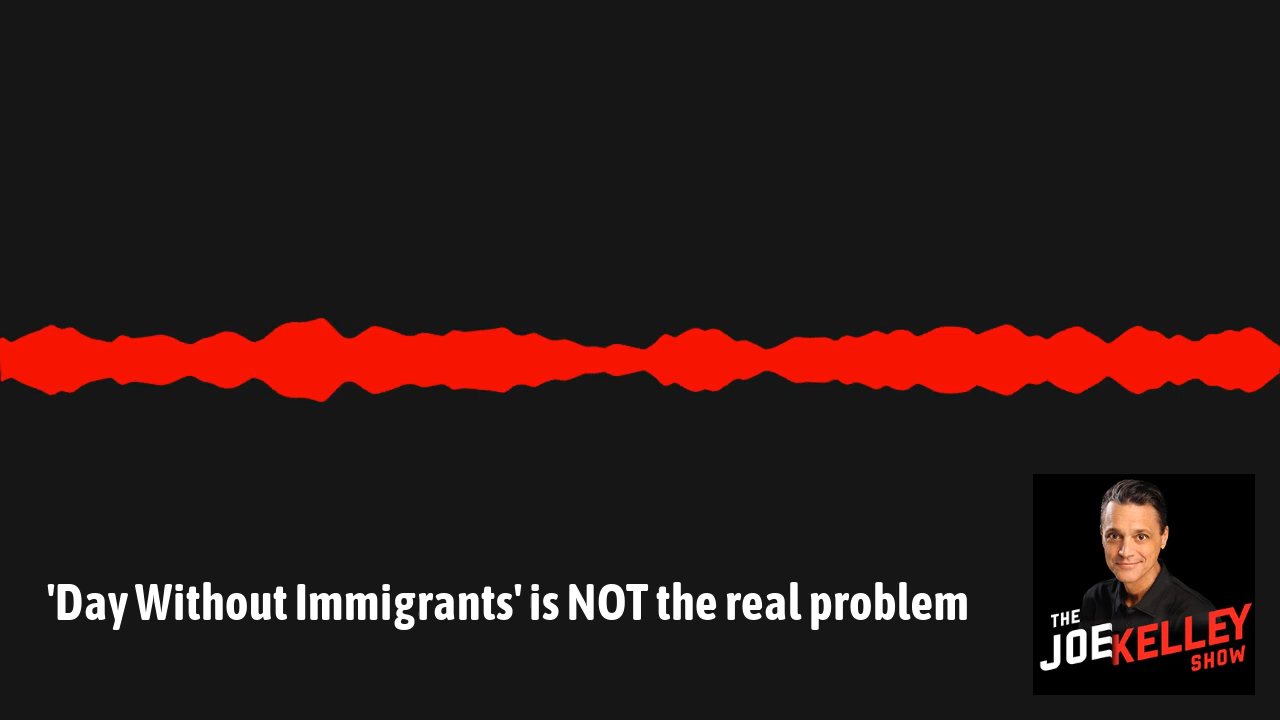 'Day Without Immigrants' is NOT the real problem
THE
JOE KELLEY
SHOW